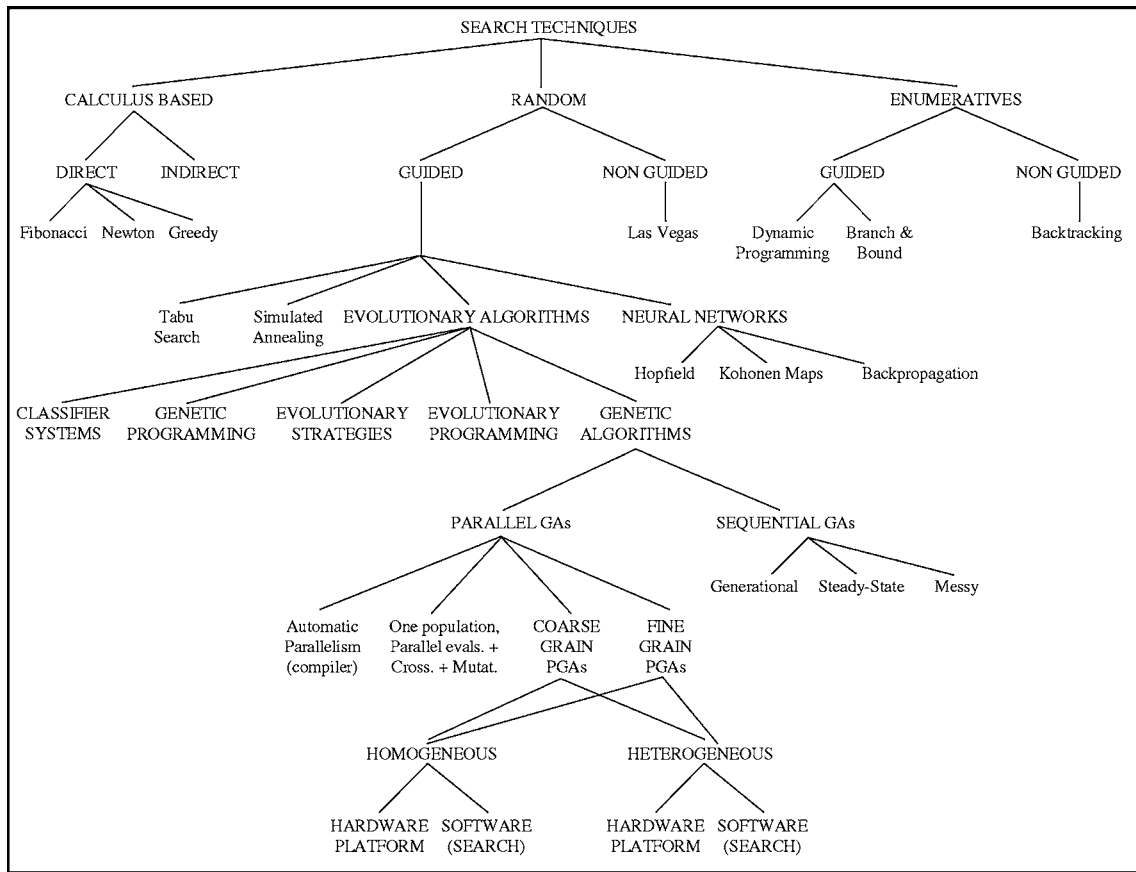 SEARCH TECHNIQUES
CALCULUS BASED
RANDOM
ENUMERATIVES
DIRECT
INDIRECT
GUIDED
NON GUIDED
GUIDED
NON GUIDED
Fibonacci
Newton
Greedy
Las Vegas
Dynamic
Programming
Branch &
Bound
Backtracking
Tabu
Search
Simulated
Annealing
EVOLUTIONARY ALGORITHMS
NEURAL NETWORKS
Hopfield
Kohonen Maps
Backpropagation
CLASSIFIER
SYSTEMS
GENETIC
PROGRAMMING
EVOLUTIONARY
STRATEGIES
EVOLUTIONARY
PROGRAMMING
GENETIC
ALGORITHMS
PARALLEL GAs
SEQUENTIAL GAs
Generational
Steady-State
Messy
Automatic
Parallelism
(compiler)
One population,
Parallel evals. +
Cross. + Mutat.
COARSE
GRAIN
PGAs
FINE
GRAIN
PGAs
HOMOGENEOUS
HETEROGENEOUS
HARDWARE
PLATFORM
SOFTWARE
(SEARCH)
HARDWARE
PLATFORM
SOFTWARE
(SEARCH)